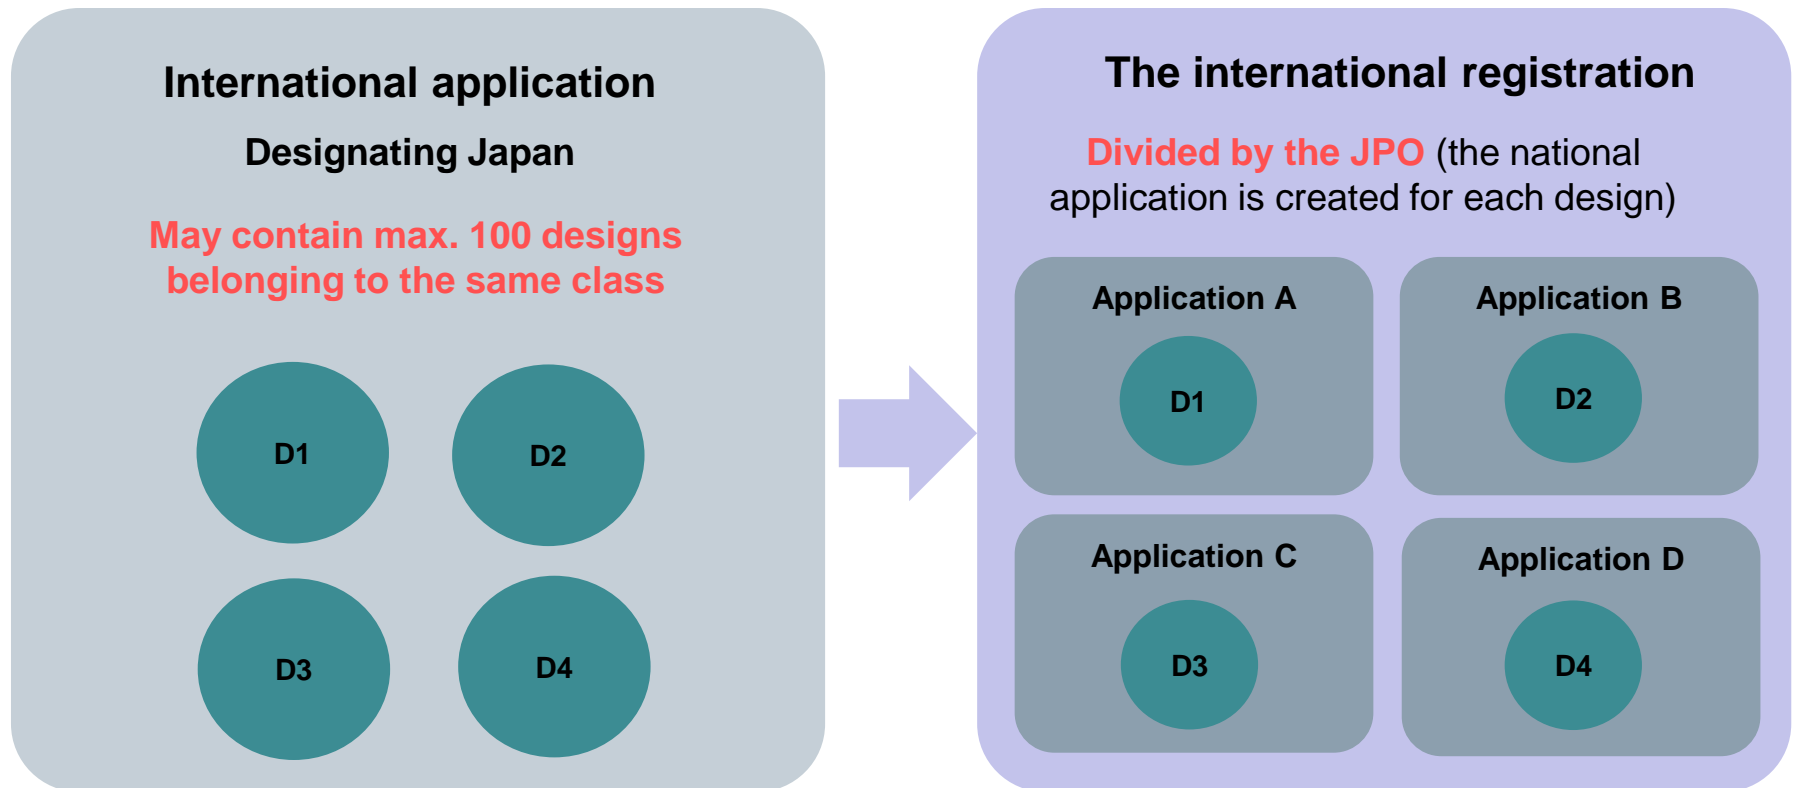 International application
Designating Japan
May contain max. 100 designs
belonging to the same class
D1
D2
D3
D4
The international registration
Divided by the JPO (the national
application is created for each design)
Application A
D1
Application B
D2
Application C
D3
Application D
D4